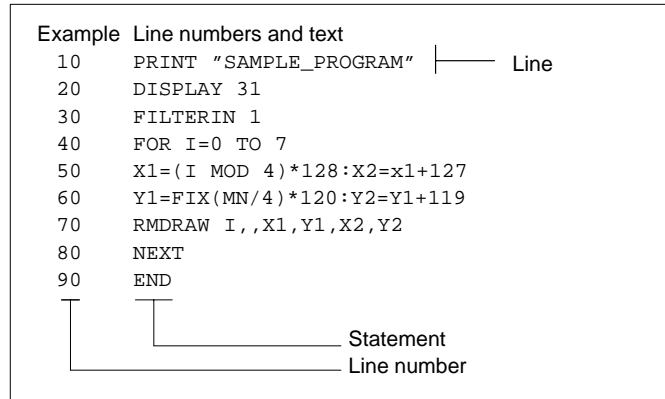 Example Line numbers and text
10 PRINT ″SAMPLE_PROGRAM″ Line
20 DISPLAY 31
30 FILTERIN 1
40 FOR I=0 TO 7
50 X1=(I MOD 4)*128:X2=x1+127
60 Y1=FIX(MN/4)*120:Y2=Y1+119
70 RMDRAW I,,X1,Y1,X2,Y2
80 NEXT
90 END
Statement
Line number